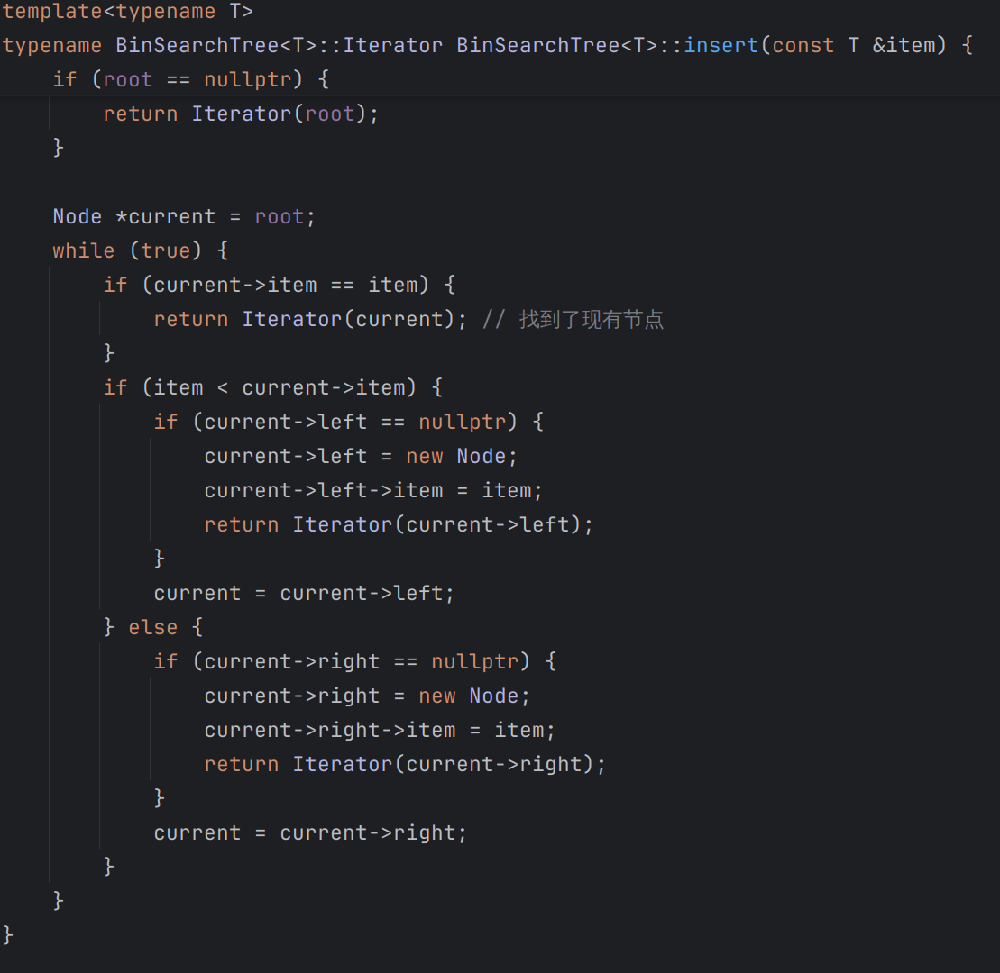 template<typename T>
typename BinSearchTree<T>::Iterator BinSearchTree<T>::insert(const T &item) {
    if (root == nullptr) {
        return Iterator(root);
    }

    Node *current = root;
    while (true) {
        if (current->item == item) {
            return Iterator(current); // 找到了现有节点
        }
        if (item < current->item) {
            if (current->left == nullptr) {
                current->left = new Node;
                current->left->item = item;
                return Iterator(current->left);
            }
            current = current->left;
        } else {
            if (current->right == nullptr) {
                current->right = new Node;
                current->right->item = item;
                return Iterator(current->right);
            }
            current = current->right;
        }
    }
}